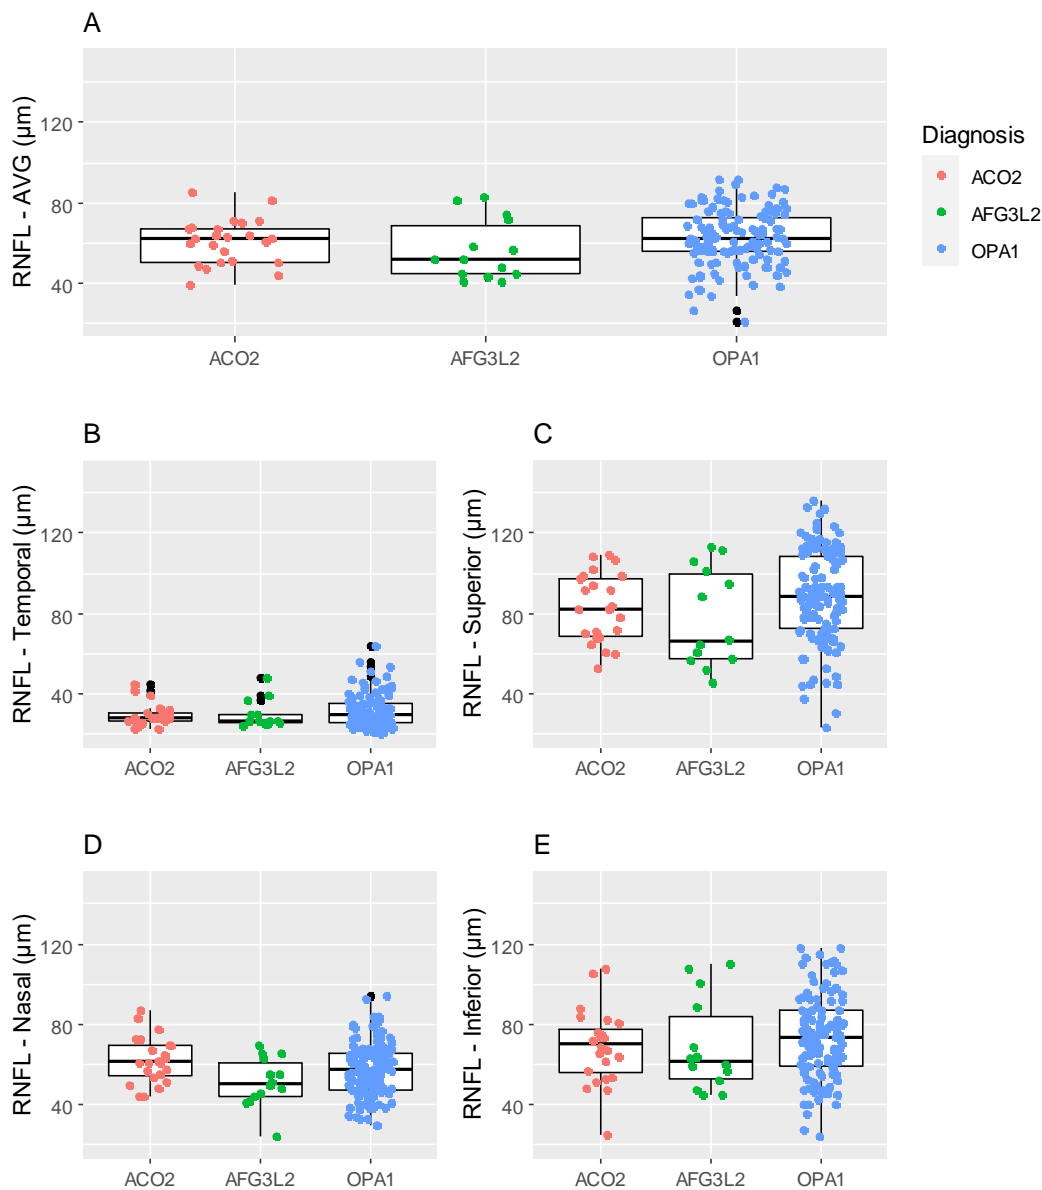 A
RNFL - AVG (µm)
120
80
40
ACO2 AFG3L2 OPA1
Diagnosis
ACO2
AFG3L2
OPA1
B
RNFL - Temporal (µm)
120
80
40
ACO2 AFG3L2 OPA1
C
RNFL - Superior (µm)
120
80
40
ACO2 AFG3L2 OPA1
D
RNFL - Nasal (µm)
120
80
40
ACO2 AFG3L2 OPA1
E
RNFL - Inferior (µm)
120
80
40
ACO2 AFG3L2 OPA1